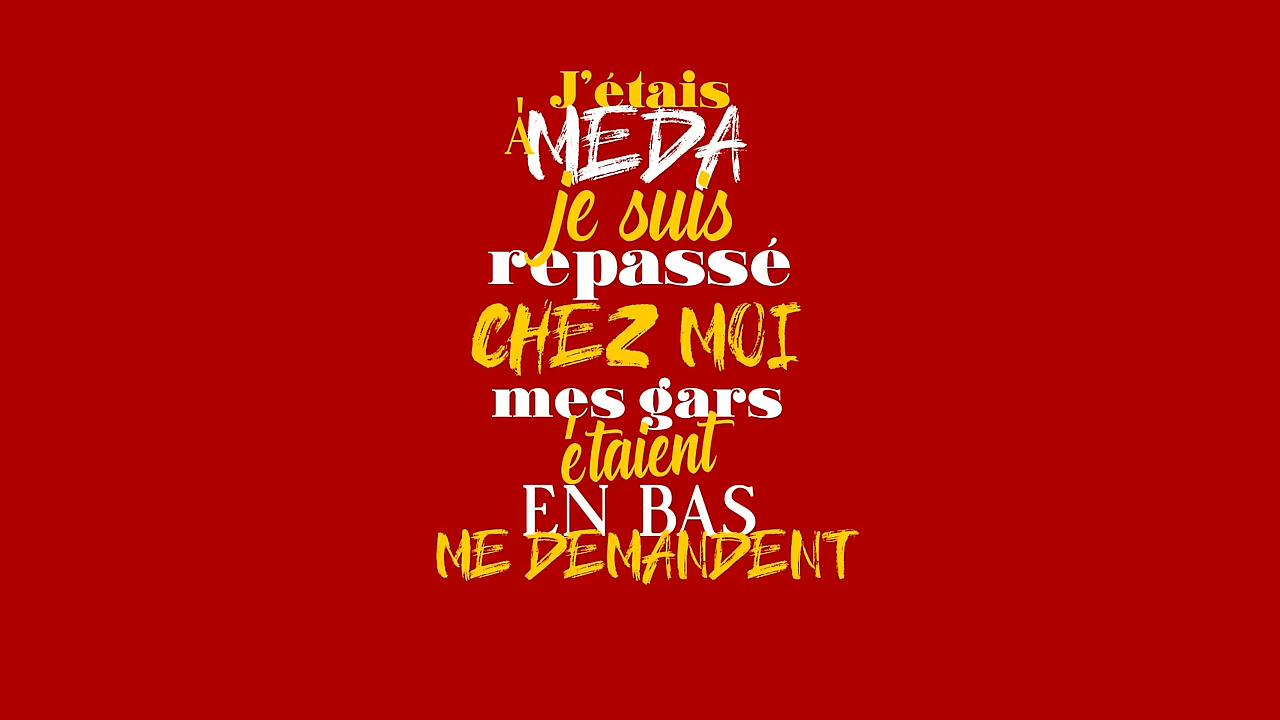 J'étais
À MEDA
je suis
repassé
CHEZ MOI
mes gars
étaient
EN BAS
ME DEMANDENT